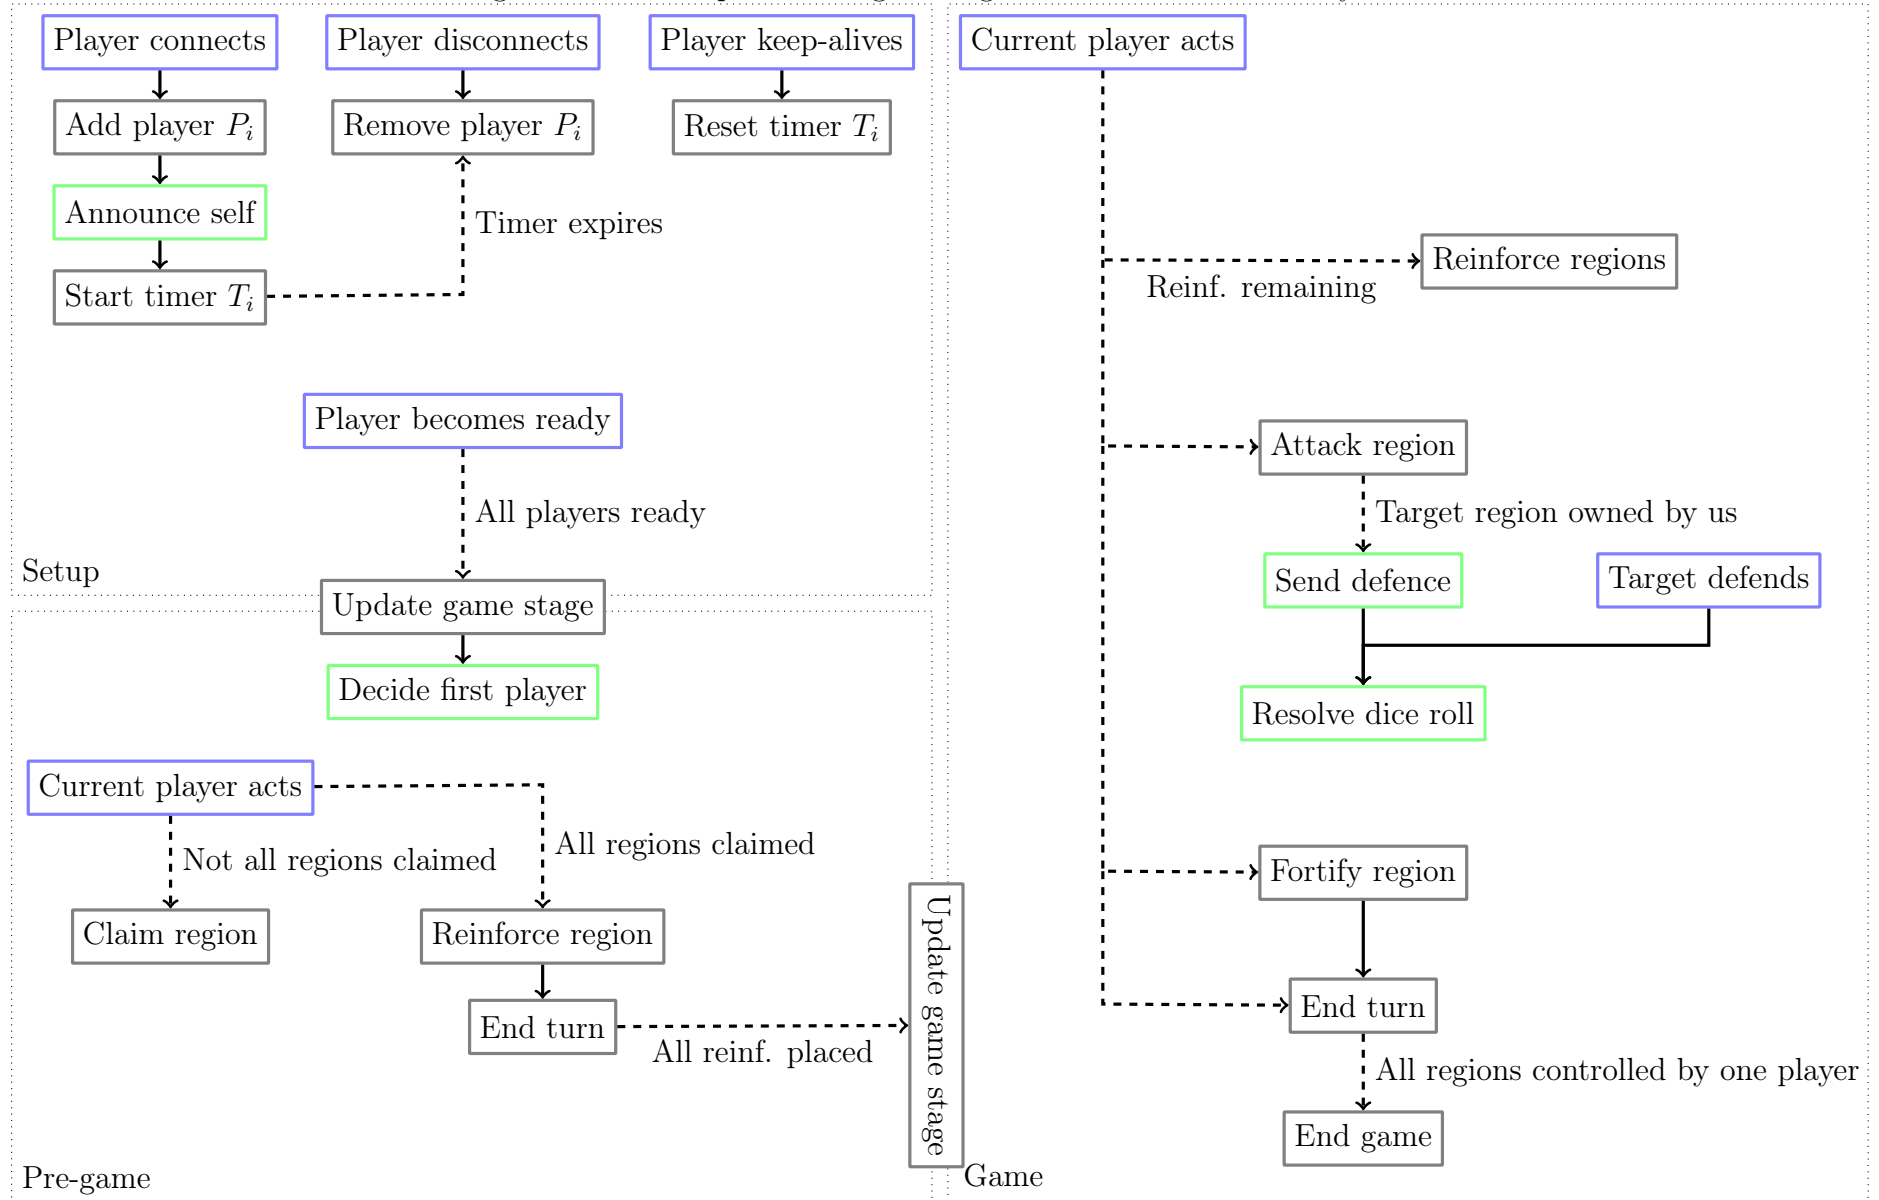 Player connects
Player disconnects
Player keep-alives
Add player P_i
Remove player P_i
Reset timer T_i
Announce self
Timer expires
Start timer T_i
Player becomes ready
All players ready
Setup
Update game stage
Decide first player
Current player acts
Not all regions claimed
All regions claimed
Claim region
Reinforce region
End turn
All reinf. placed
Update game stage
Pre-game
Current player acts
Reinforce regions
Reinf. remaining
Attack region
Target region owned by us
Send defence
Target defends
Resolve dice roll
Fortify region
End turn
All regions controlled by one player
End game
Game